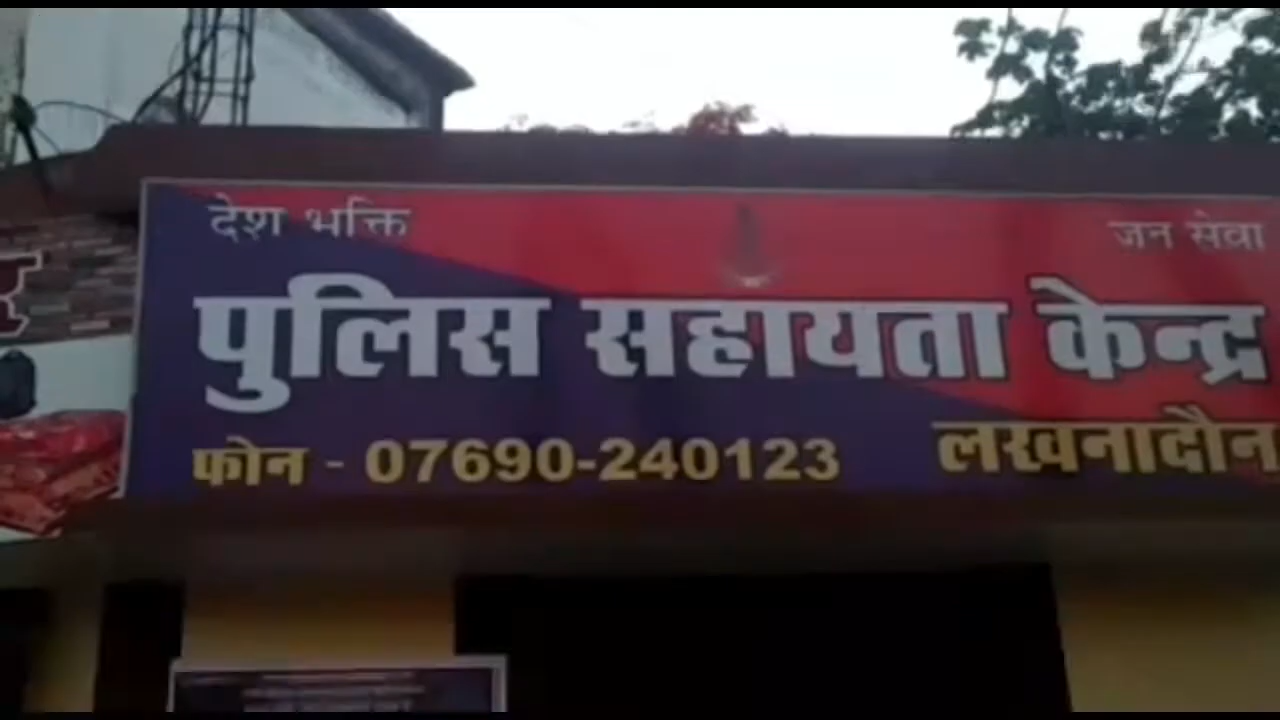 देश भक्ति
जन सेवा
पुलिस सहायता केन्द्र
फोन - 07690-240123
लखनादौन